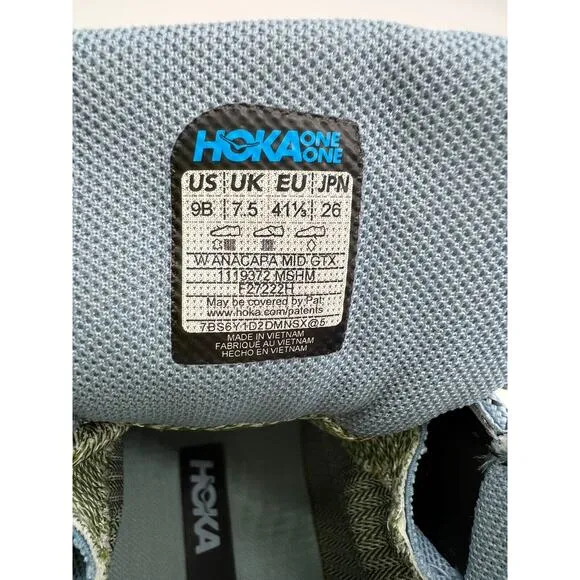 HOKA ONE ONE
US UK EU JPN
9B 7.5 41⅓ 26
W ANACAPA MID GTX
1119372 MSHM
F27222H
May be covered by Pat:
www.hoka.com/patents
7BS6Y1D2DMNSX@5
MADE IN VIETNAM
FABRIQUÉ AU VIETNAM
HECHO EN VIETNAM
HOKA